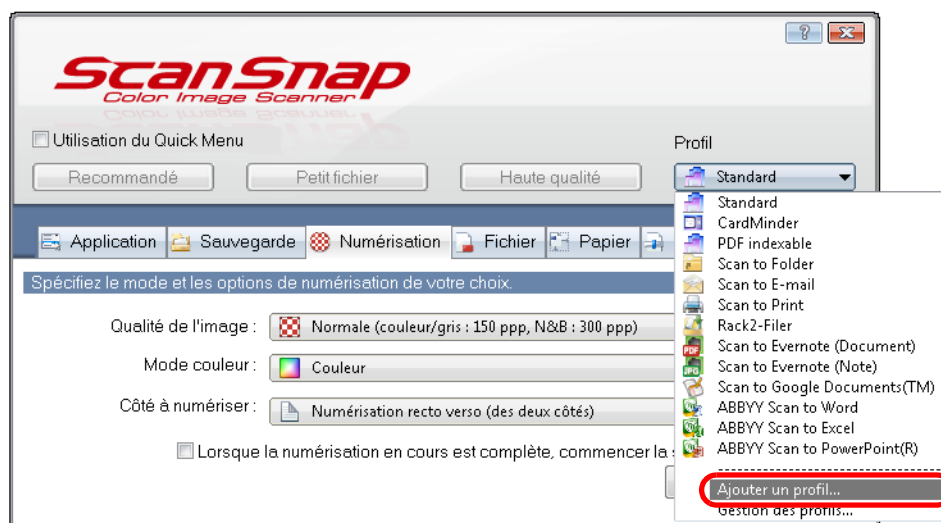 ScanSnap
Color Image Scanner
Utilisation du Quick Menu
Profil
Recommandé
Petit fichier
Haute qualité
Standard
Application
Sauvegarde
Numérisation
Fichier
Papier
Spécifiez le mode et les options de numérisation de votre choix.
Qualité de l'image :
Normale (couleur/gris : 150 ppp, N&B : 300 ppp)
Mode couleur :
Couleur
Côté à numériser :
Numérisation recto verso (des deux côtés)
Lorsque la numérisation en cours est complète, commencer la
Standard
CardMinder
PDF indexable
Scan to Folder
Scan to E-mail
Scan to Print
Rack2-Filer
Scan to Evernote (Document)
Scan to Evernote (Note)
Scan to Google Documents(TM)
ABBYY Scan to Word
ABBYY Scan to Excel
ABBYY Scan to PowerPoint(R)
Ajouter un profil...
Gestion des profils...